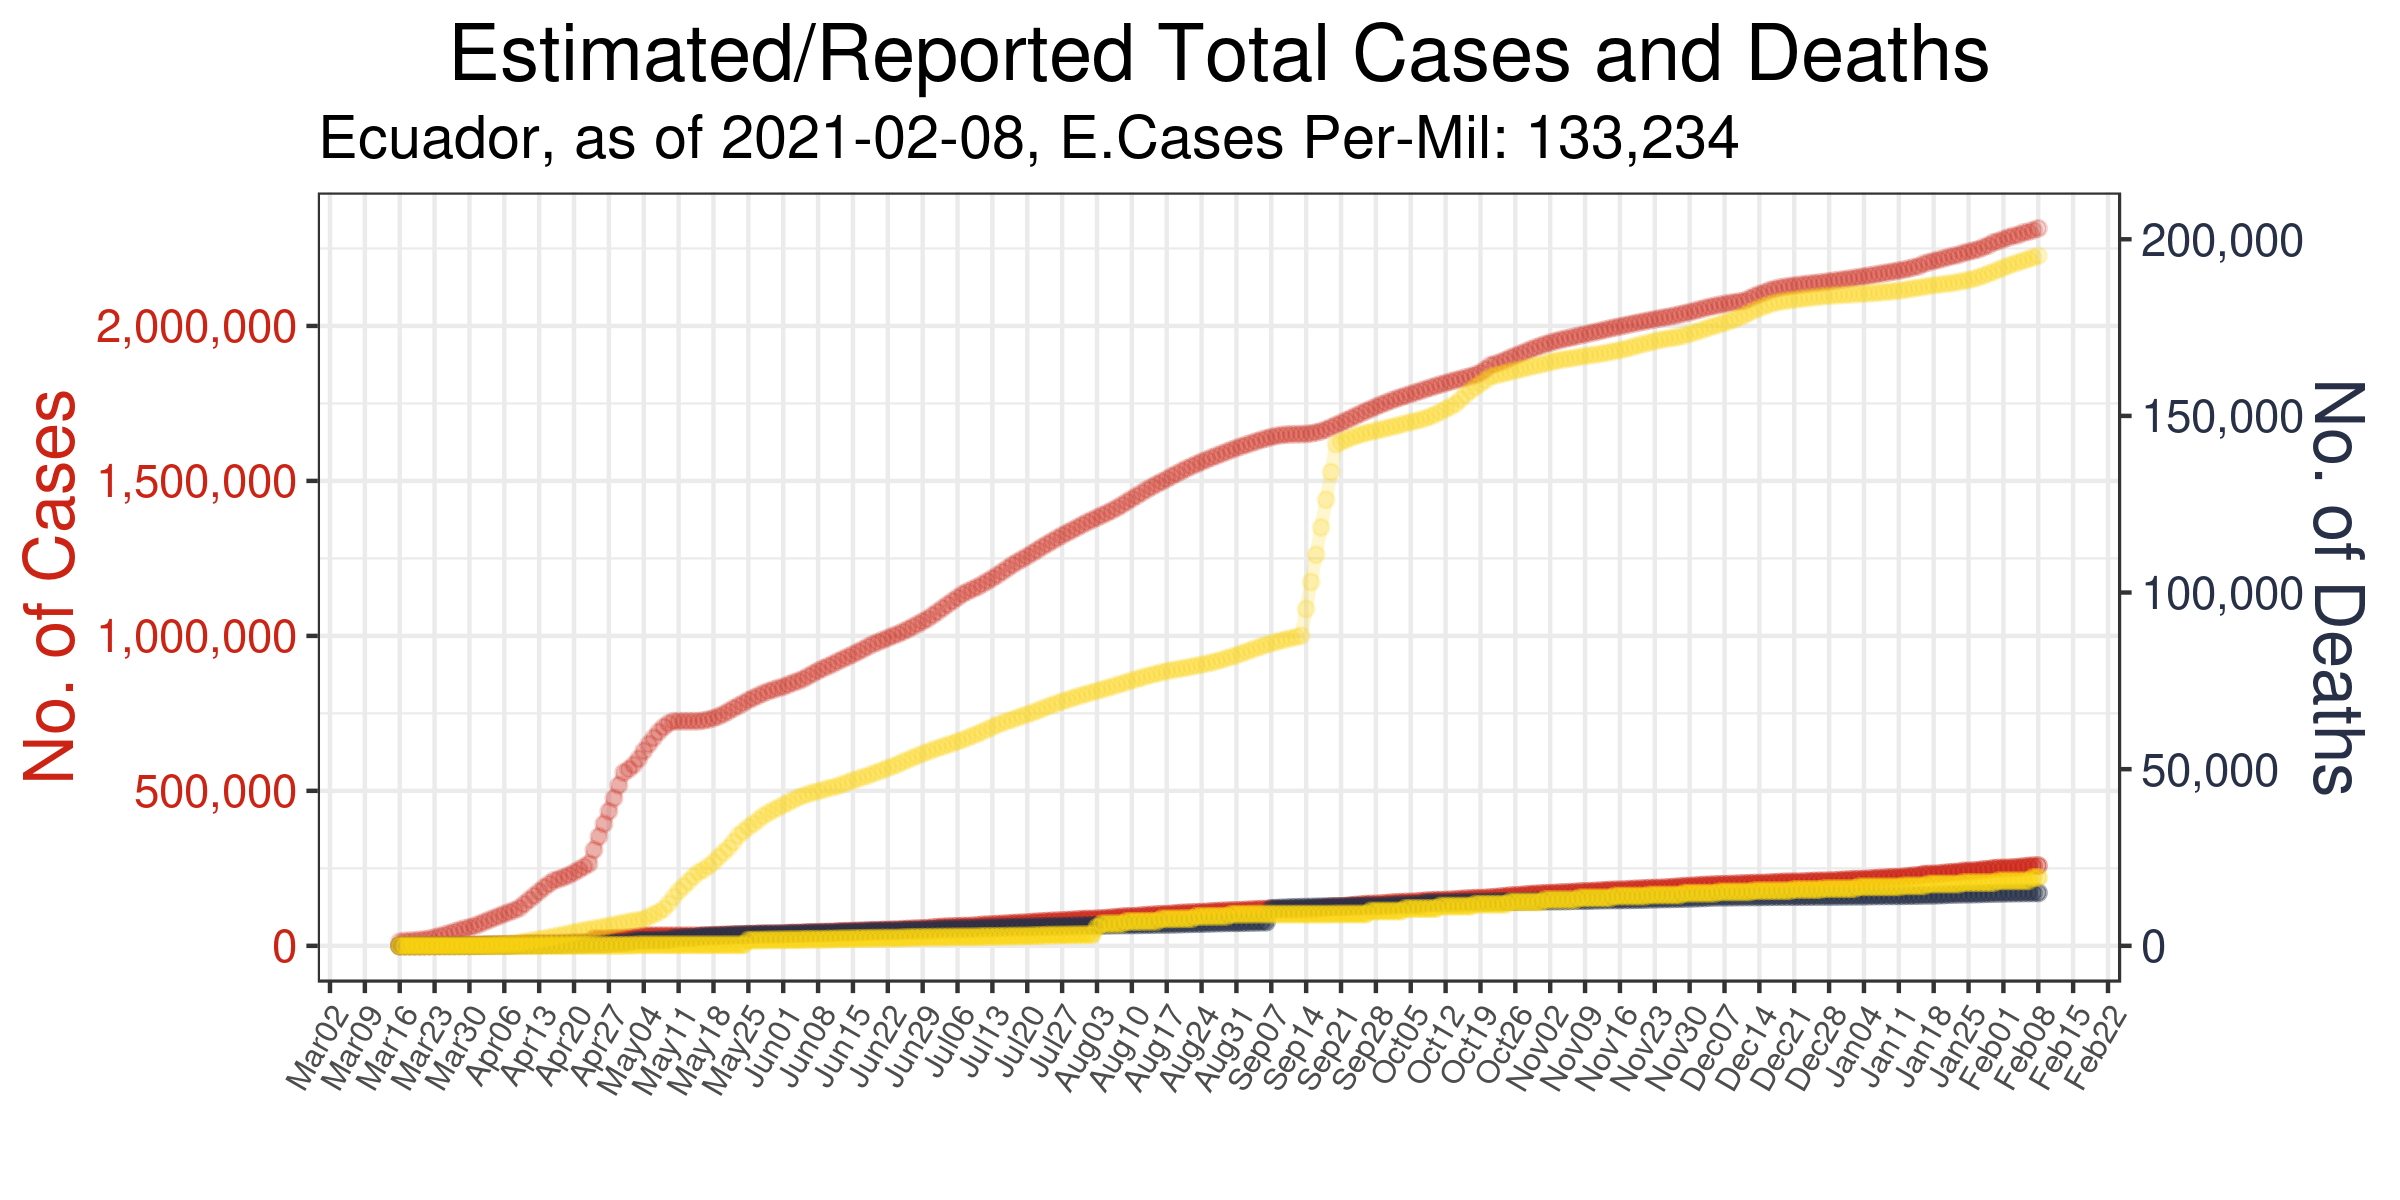 Estimated/Reported Total Cases and Deaths
Ecuador, as of 2021-02-08, E.Cases Per-Mil: 133,234
No. of Cases
2,000,000
1,500,000
1,000,000
500,000
0
200,000
150,000
100,000
50,000
0
No. of Deaths
Mar02
Mar09
Mar16
Mar23
Mar30
Apr06
Apr13
Apr20
Apr27
May04
May11
May18
May25
Jun01
Jun08
Jun15
Jun22
Jun29
Jul06
Jul13
Jul20
Jul27
Aug03
Aug10
Aug17
Aug24
Aug31
Sep07
Sep14
Sep21
Sep28
Oct05
Oct12
Oct19
Oct26
Nov02
Nov09
Nov16
Nov23
Nov30
Dec07
Dec14
Dec21
Dec28
Jan04
Jan11
Jan18
Jan25
Feb01
Feb08
Feb15
Feb22